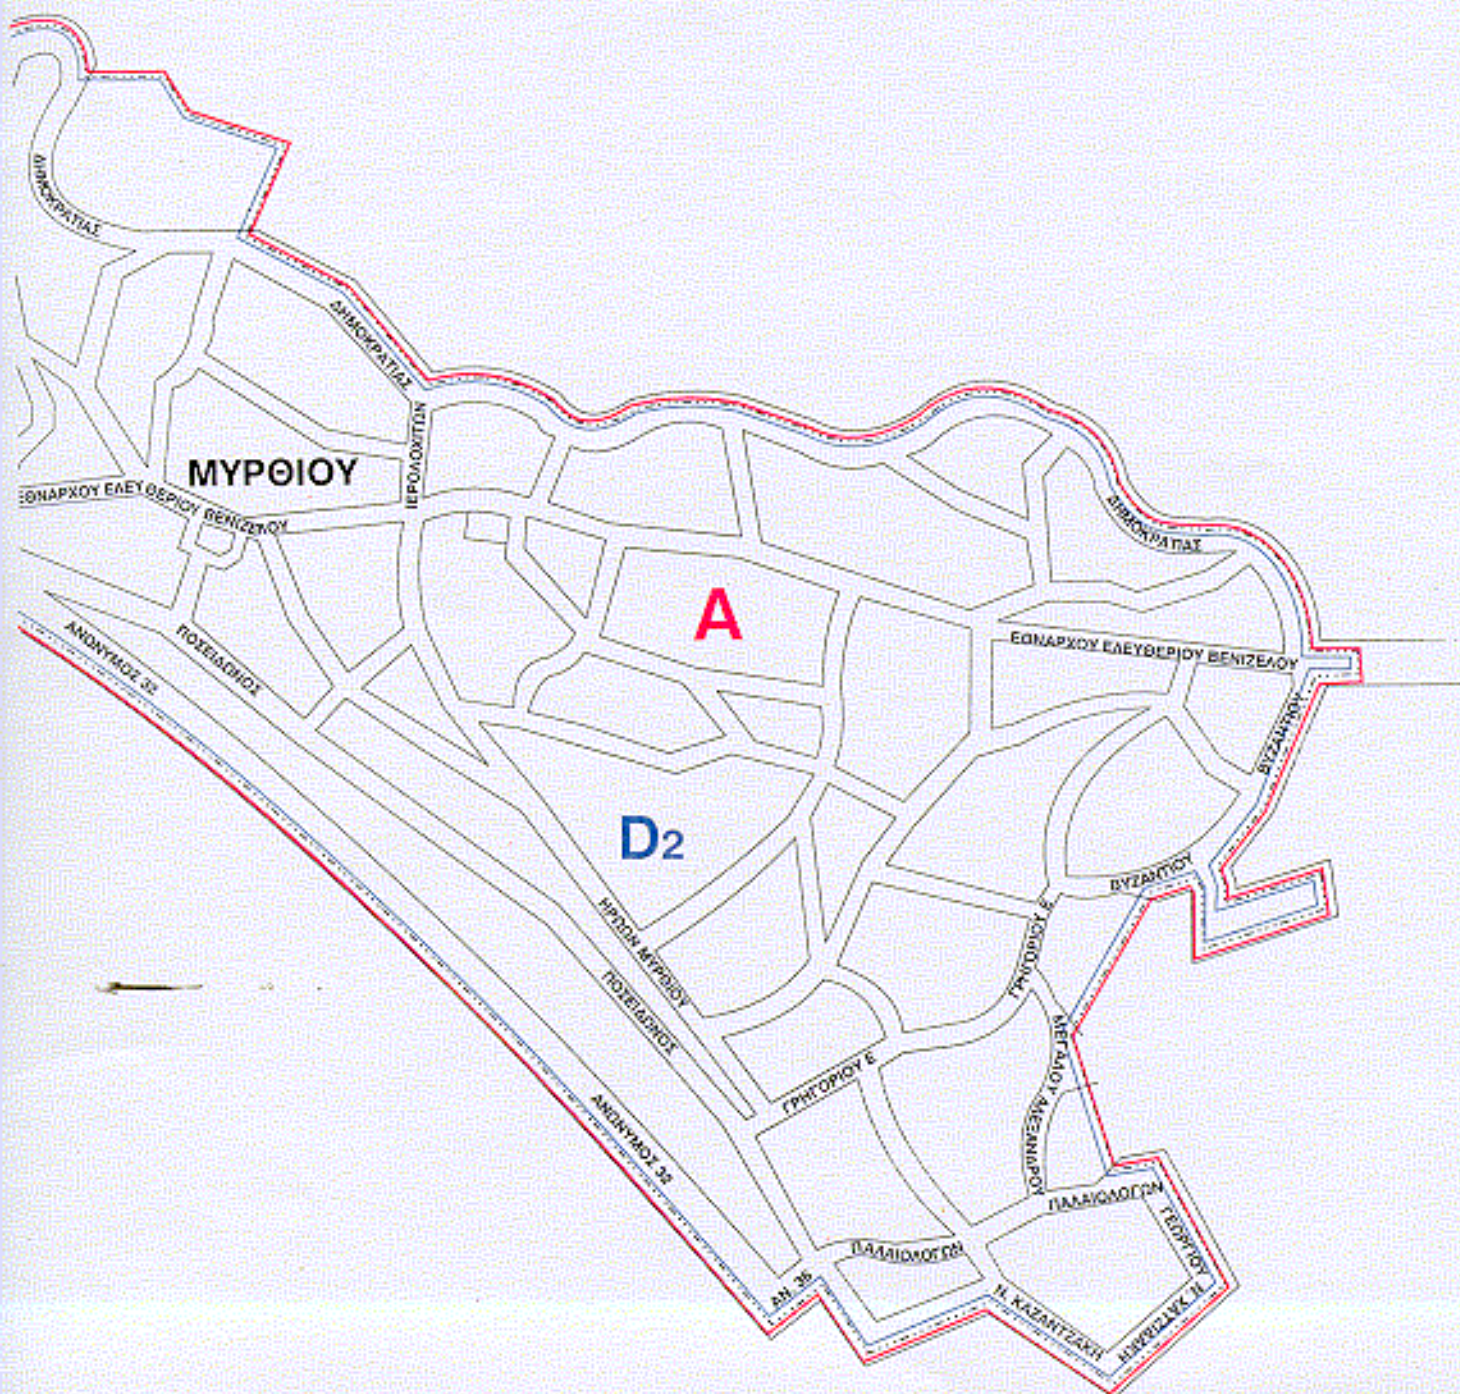 ΔΗΜΟΚΡΑΤΙΑΣ
ΔΗΜΟΚΡΑΤΙΑΣ
ΙΕΡΟΛΟΧΙΤΩΝ
ΜΥΡΘΙΟΥ
ΕΘΝΑΡΧΟΥ ΕΛΕΥΘΕΡΙΟΥ ΒΕΝΙΖΕΛΟΥ
ΔΗΜΟΚΡΑΤΙΑΣ
A
ΕΘΝΑΡΧΟΥ ΕΛΕΥΘΕΡΙΟΥ ΒΕΝΙΖΕΛΟΥ
ΑΝΩΝΥΜΟΣ 32
ΠΟΣΕΙΔΩΝΟΣ
ΒΥΖΑΝΤΙΟΥ
D2
ΒΥΖΑΝΤΙΟΥ
ΗΡΩΩΝ ΜΥΡΘΙΟΥ
ΓΡΗΓΟΡΙΟΥ Ε
ΠΟΣΕΙΔΩΝΟΣ
ΜΕΓΑΛΟΥ ΑΛΕΞΑΝΔΡΟΥ
ΓΡΗΓΟΡΙΟΥ Ε
ΑΝΩΝΥΜΟΣ 32
ΠΑΛΑΙΟΛΟΓΩΝ
ΓΕΩΡΓΙΟΥ
ΠΑΛΑΙΟΛΟΓΩΝ
ΑΝ. 36
Ν. ΚΑΖΑΝΤΖΑΚΗ
Ν. ΧΑΤΖΙΔΑΚΗ